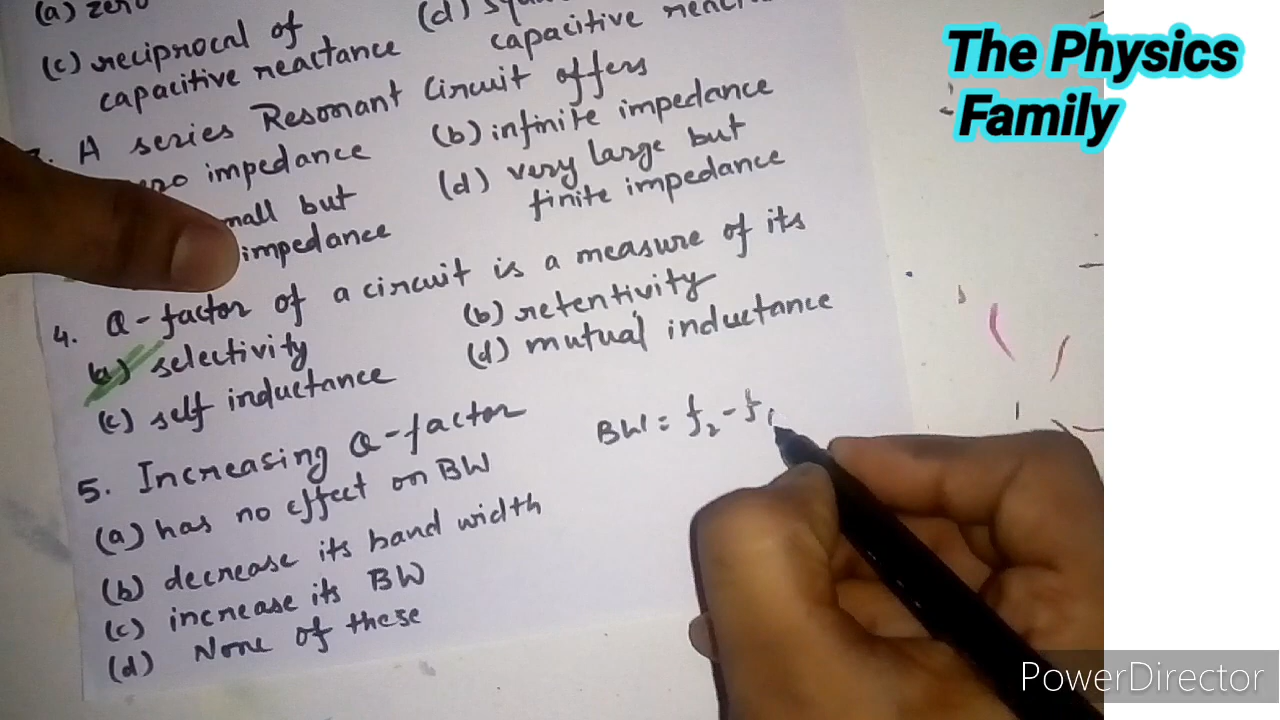 (a) zero
(c) reciprocal of
capacitive reactance
(d)
capacitive
A series Resonant Circuit offers
impedance
(b) infinite impedance
but
impedance
(d) very large but
finite impedance
4. Q-factor of a circuit is a measure of its
(a) selectivity
(b) retentivity
(c) self inductance
(d) mutual inductance
5. Increasing Q-factor
(a) has no effect on BW
(b) decrease its band width
(c) increase its BW
(d) None of these
BW = f2 - f1
The Physics
Family
PowerDirector